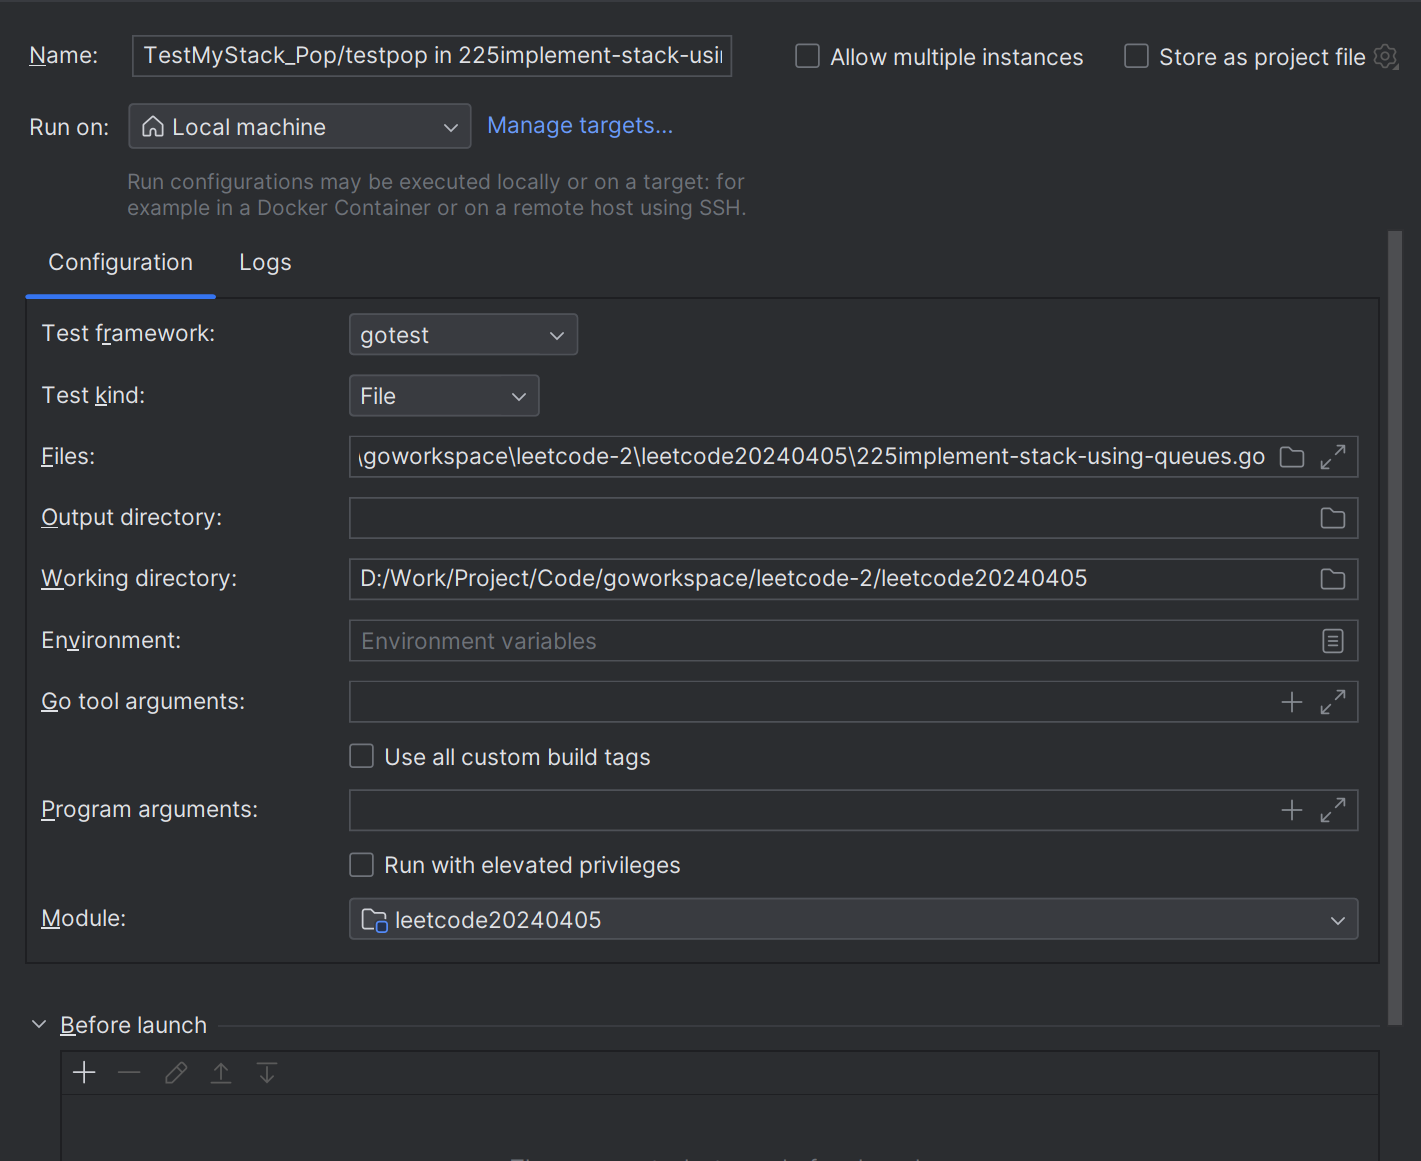 Name: TestMyStack_Pop/testpop in 225implement-stack-usin Allow multiple instances Store as project file
Run on: Local machine Manage targets...
Run configurations may be executed locally or on a target: for
example in a Docker Container or on a remote host using SSH.
Configuration Logs
Test framework: gotest
Test kind: File
Files: \goworkspace\leetcode-2\leetcode20240405\225implement-stack-using-queues.go
Output directory:
Working directory: D:/Work/Project/Code/goworkspace/leetcode-2/leetcode20240405
Environment: Environment variables
Go tool arguments:
Use all custom build tags
Program arguments:
Run with elevated privileges
Module: leetcode20240405
Before launch